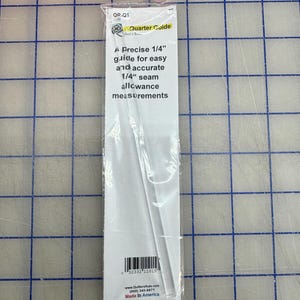 QR-Q1
Quarter Guide
A Precise 1/4"
guide for easy
and accurate
1/4" seam
allowance
measurements
Made In America